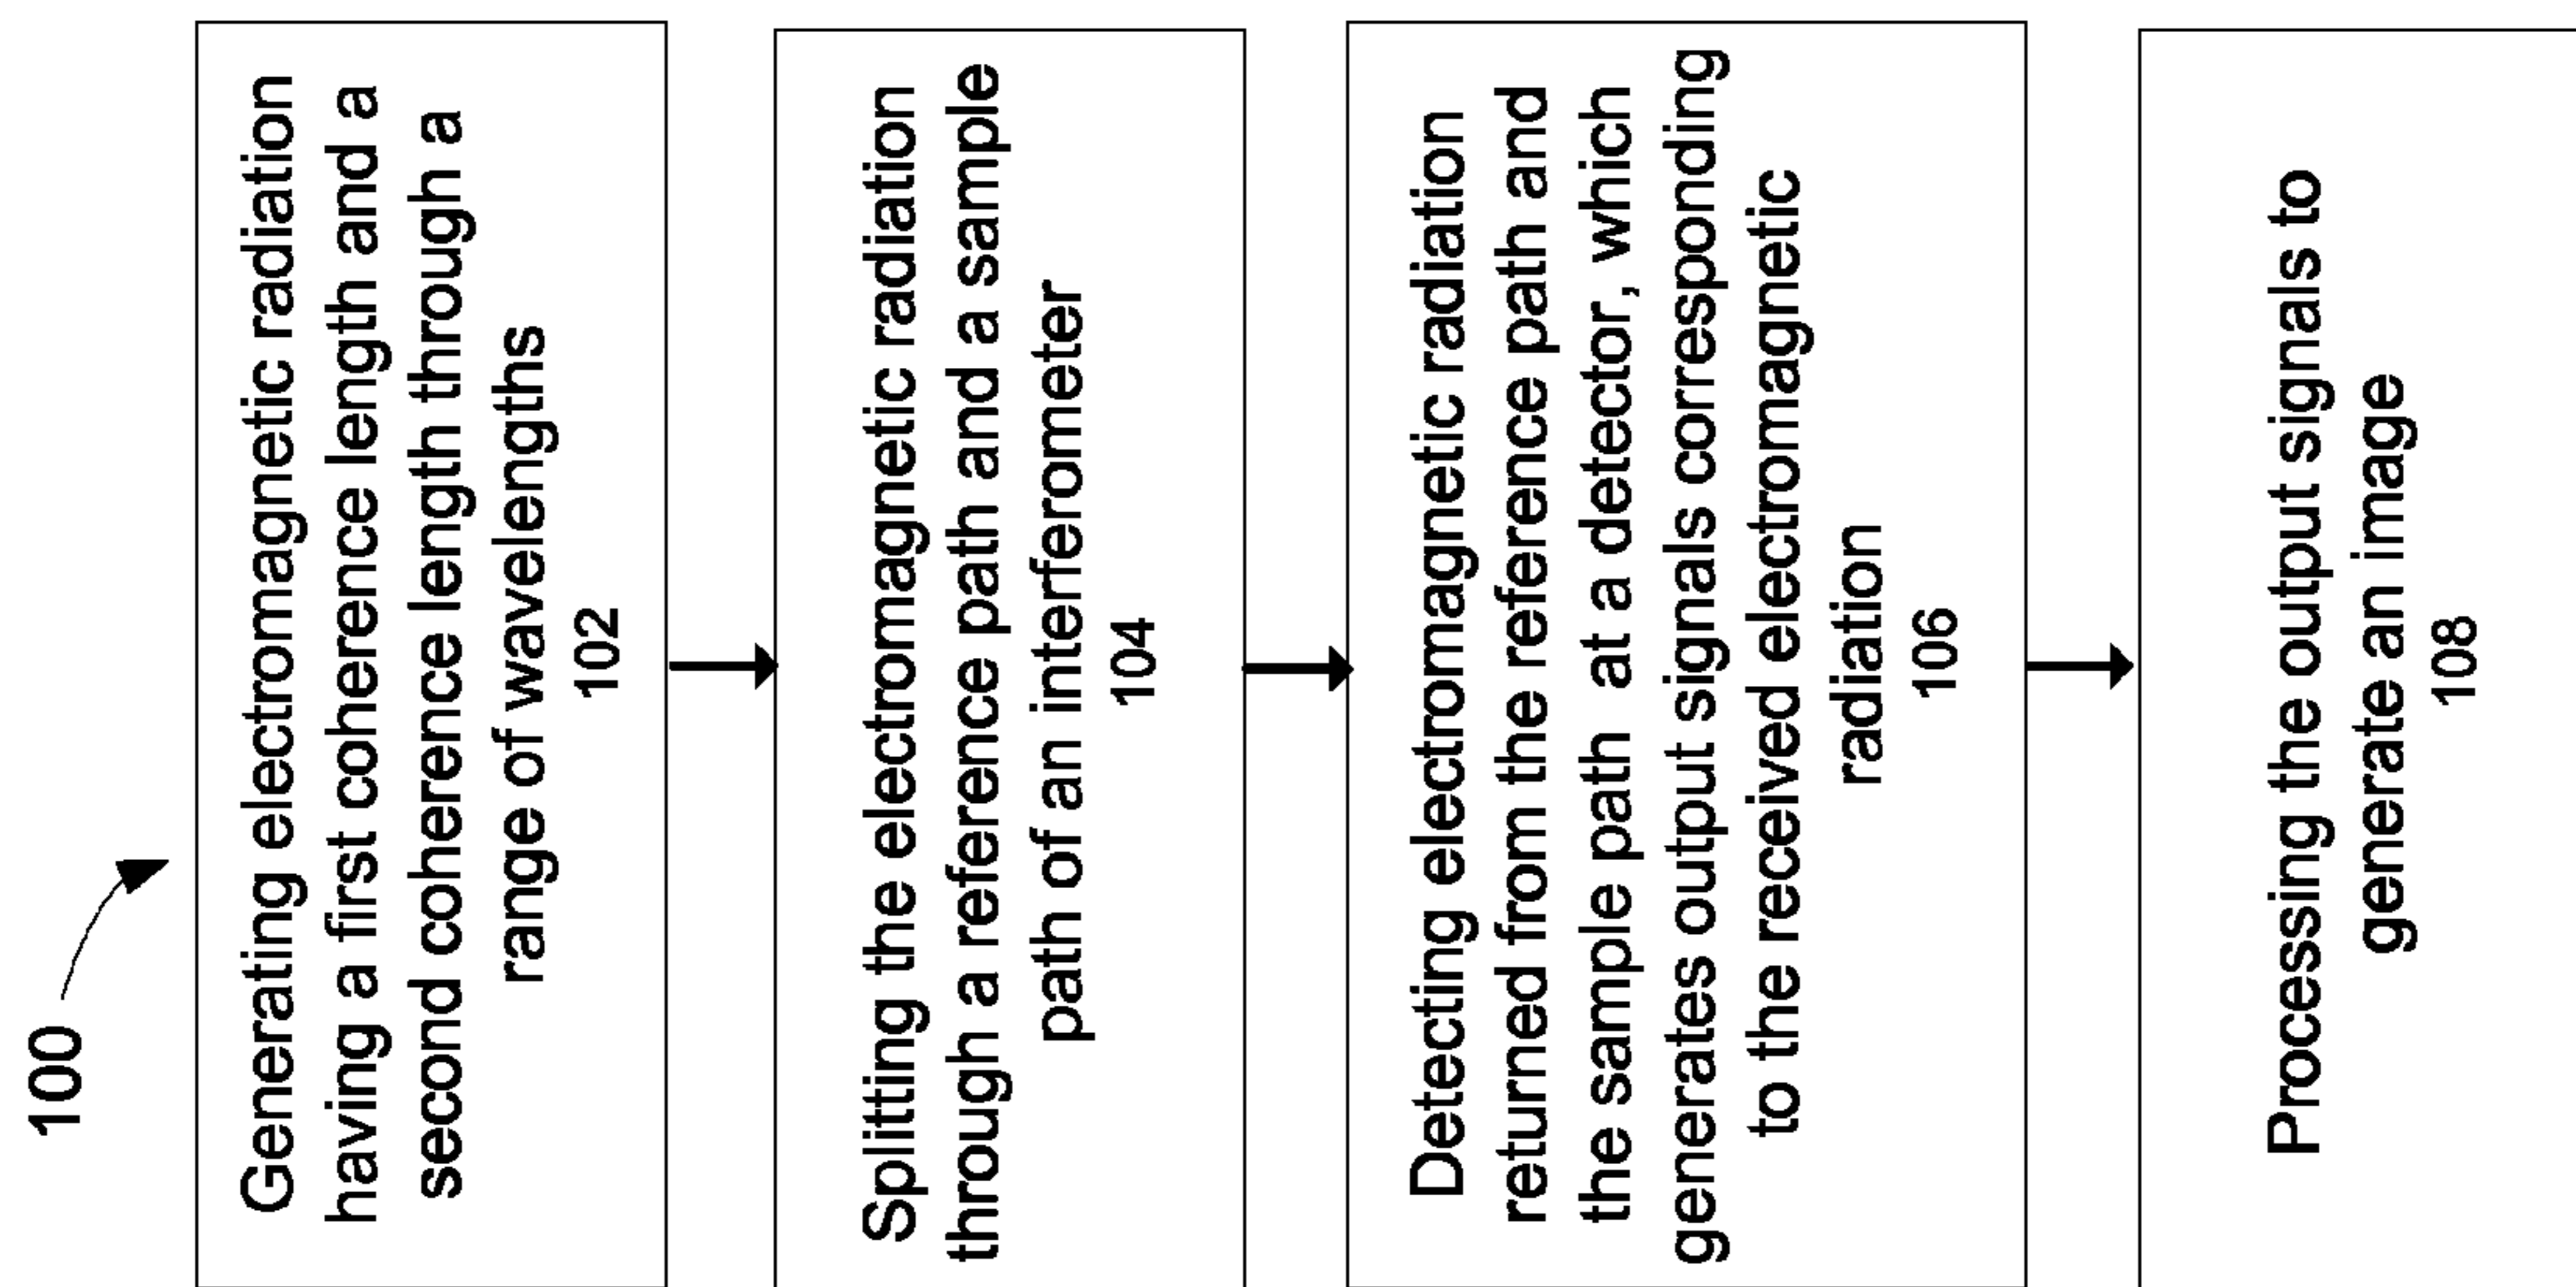 100
Generating electromagnetic radiation
having a first coherence length and a
second coherence length through a
range of wavelengths
102
Splitting the electromagnetic radiation
through a reference path and a sample
path of an interferometer
104
Detecting electromagnetic radiation
returned from the reference path and
the sample path at a detector, which
generates output signals corresponding
to the received electromagnetic
radiation
106
Processing the output signals to
generate an image
108